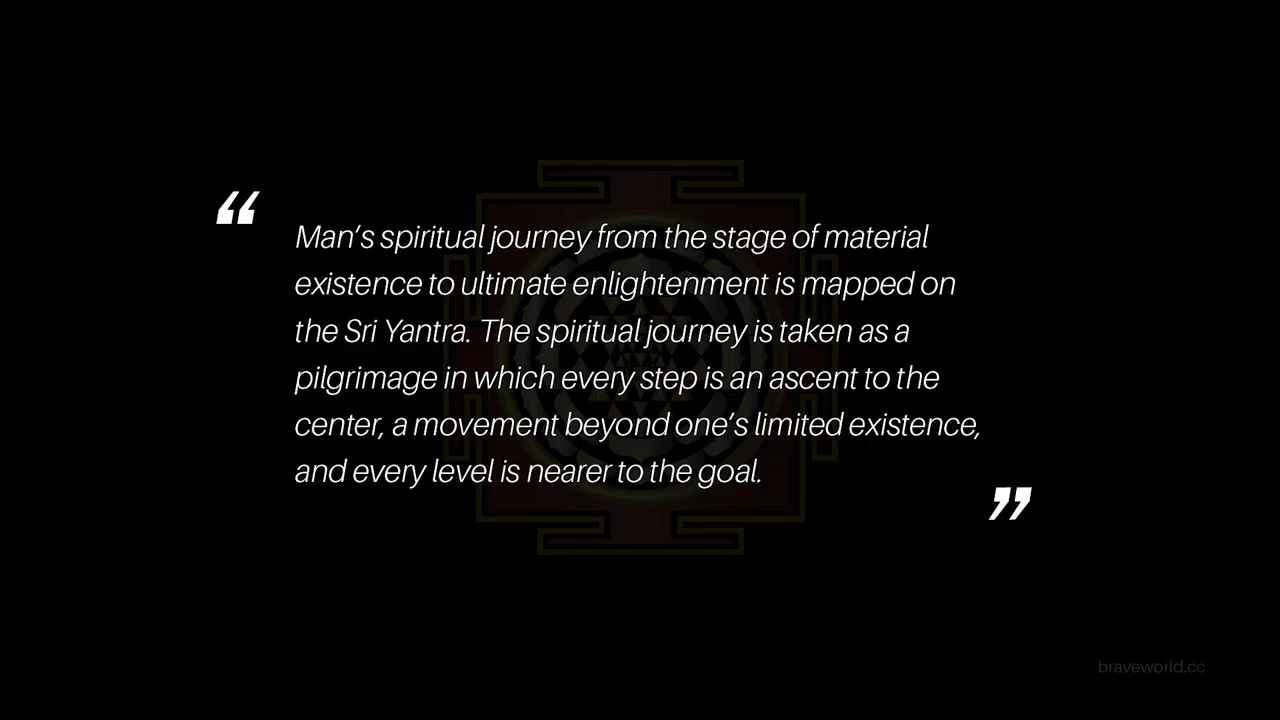 “
Man’s spiritual journey from the stage of material
existence to ultimate enlightenment is mapped on
the Sri Yantra. The spiritual journey is taken as a
pilgrimage in which every step is an ascent to the
center, a movement beyond one’s limited existence,
and every level is nearer to the goal.
”
braveworld.cc